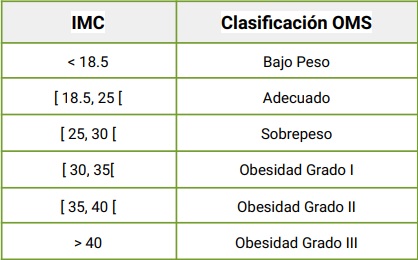 IMC Clasificación OMS
< 18.5 Bajo Peso
[ 18.5, 25 [ Adecuado
[ 25, 30 [ Sobrepeso
[ 30, 35[ Obesidad Grado I
[ 35, 40 [ Obesidad Grado II
> 40 Obesidad Grado III